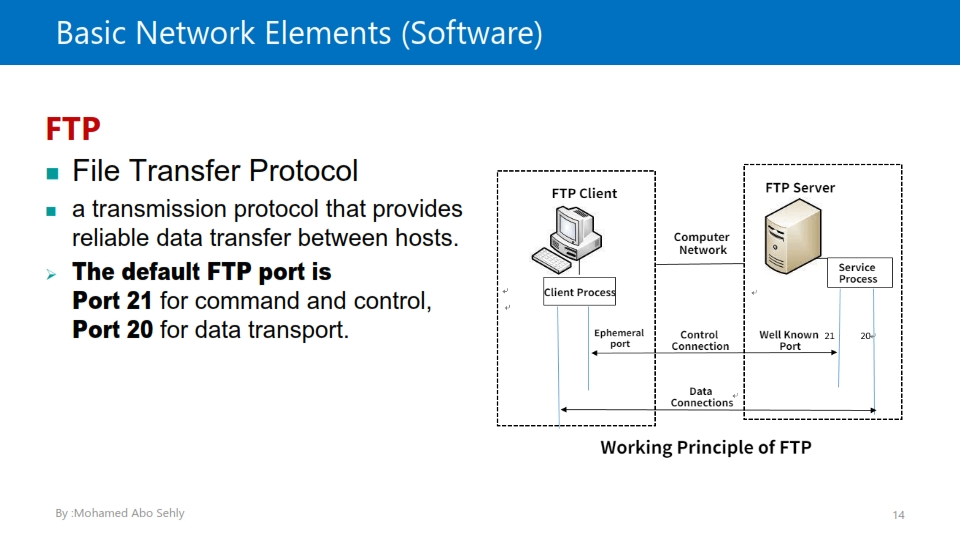 Basic Network Elements (Software)
FTP
File Transfer Protocol
a transmission protocol that provides
reliable data transfer between hosts.
The default FTP port is
Port 21 for command and control,
Port 20 for data transport.
FTP Client
FTP Server
Computer
Network
Service
Process
Client Process
Ephemeral
port
Control
Connection
Well Known
Port
21
20
Data
Connections
Working Principle of FTP
By :Mohamed Abo Sehly
14